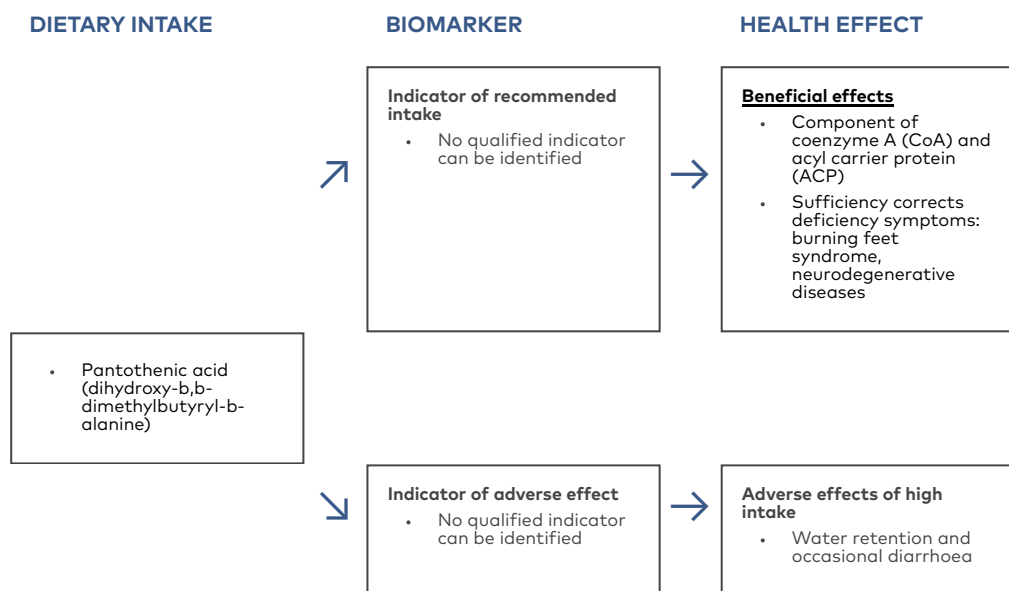 DIETARY INTAKE
BIOMARKER
HEALTH EFFECT
Indicator of recommended
intake
• No qualified indicator
can be identified
Beneficial effects
• Component of
coenzyme A (CoA) and
acyl carrier protein
(ACP)
• Sufficiency corrects
deficiency symptoms:
burning feet
syndrome,
neurodegenerative
diseases
• Pantothenic acid
(dihydroxy-b,b-
dimethylbutyryl-b-
alanine)
Indicator of adverse effect
• No qualified indicator
can be identified
Adverse effects of high
intake
• Water retention and
occasional diarrhoea